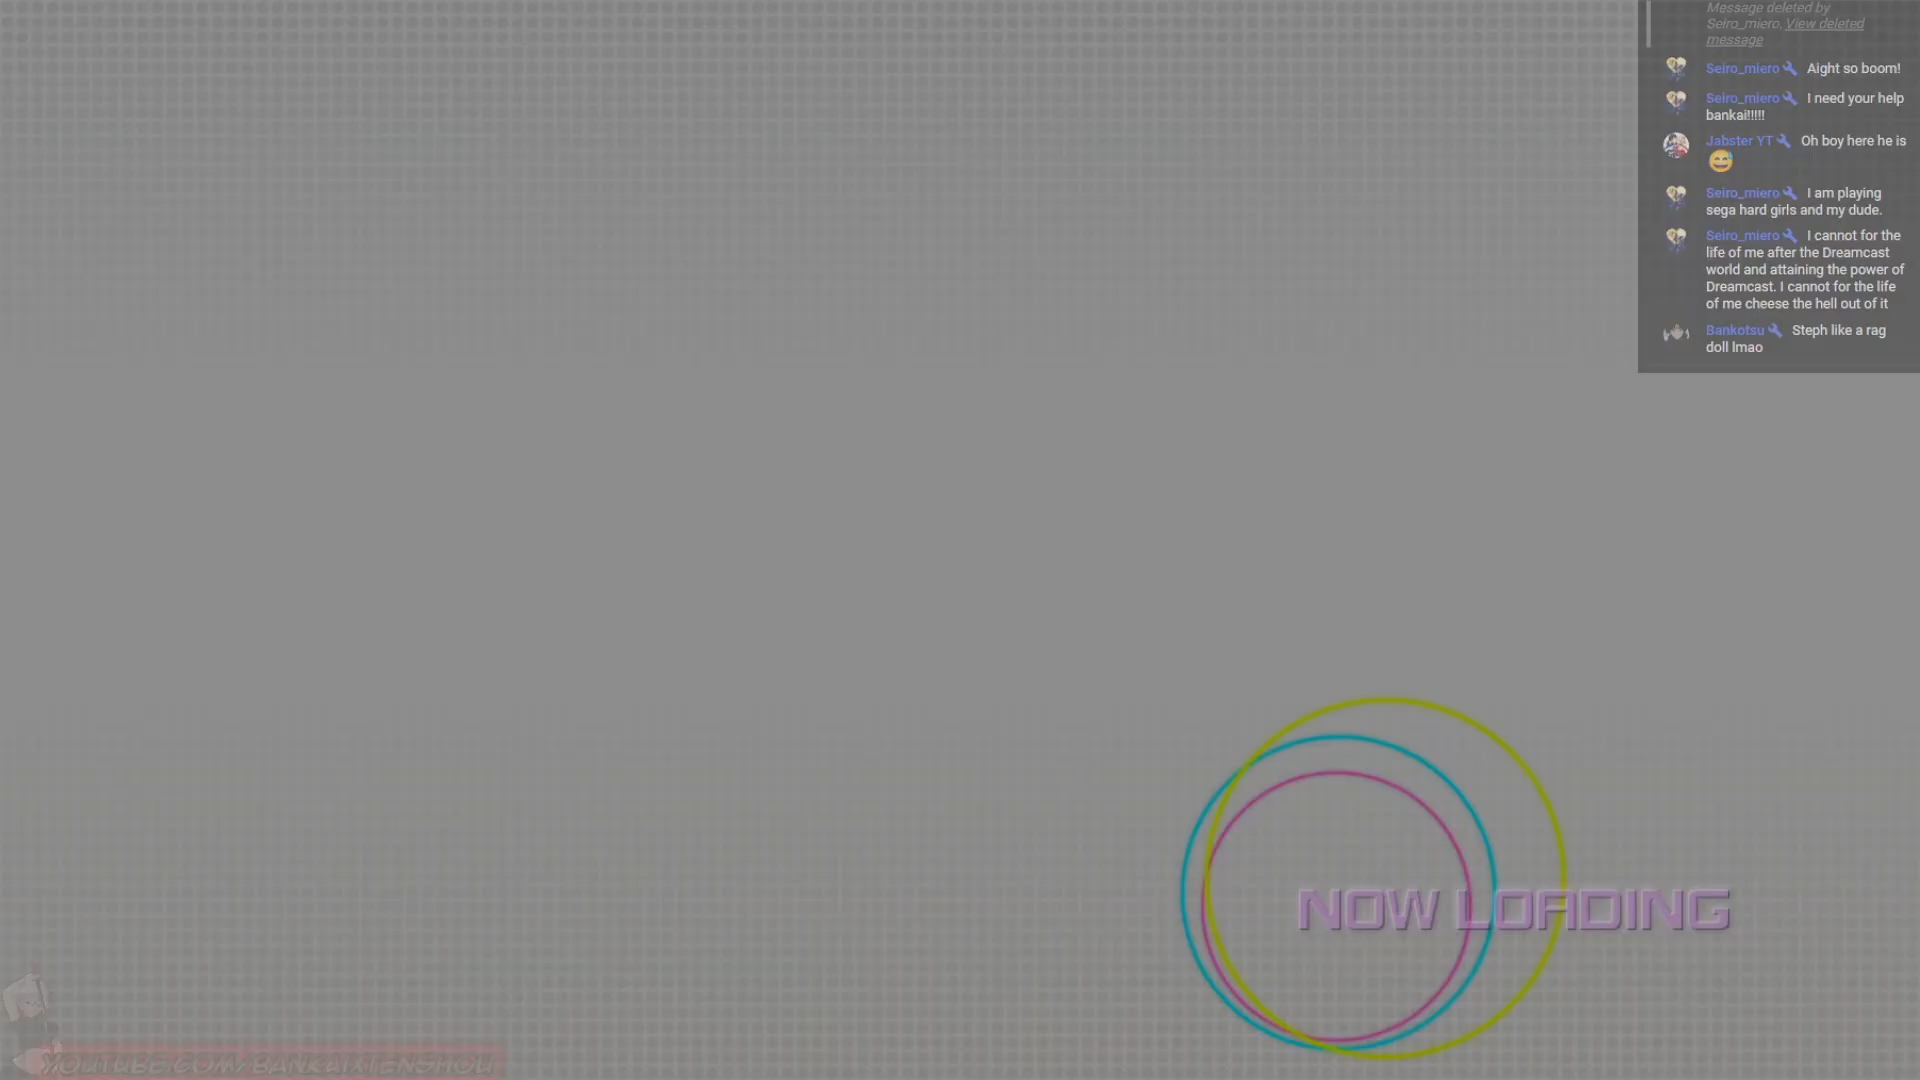 Message deleted by
Seiro_miero, View deleted
message
Seiro_miero Aight so boom!
Seiro_miero I need your help
bankai!!!!!
Jabster YT Oh boy here he is
Seiro_miero I am playing
sega hard girls and my dude.
Seiro_miero I cannot for the
life of me after the Dreamcast
world and attaining the power of
Dreamcast. I cannot for the life
of me cheese the hell out of it
Bankotsu Steph like a rag
doll lmao
NOW LOADING
YOUTUBE.COM/BANKAIXTENSHOU